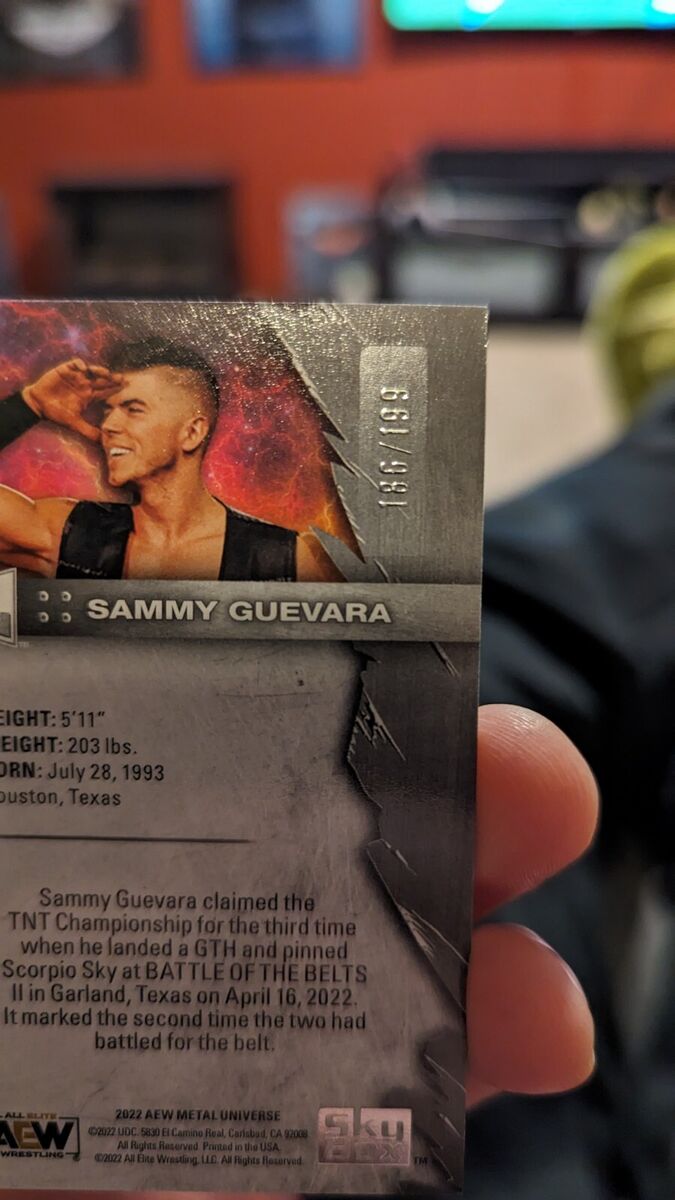 186/199
SAMMY GUEVARA
EIGHT: 5'11"
EIGHT: 203 lbs.
ORN: July 28, 1993
ouston, Texas
Sammy Guevara claimed the
TNT Championship for the third time
when he landed a GTH and pinned
Scorpio Sky at BATTLE OF THE BELTS
II in Garland, Texas on April 16, 2022.
It marked the second time the two had
battled for the belt.
ALL ELITE
AEW
WRESTLING
2022 AEW METAL UNIVERSE
©2022 UDC. 5830 El Camino Real, Carlsbad, CA 92008
All Rights Reserved. Printed in the USA.
©2022 All Elite Wrestling, LLC. All Rights Reserved.
Sky
Box
TM